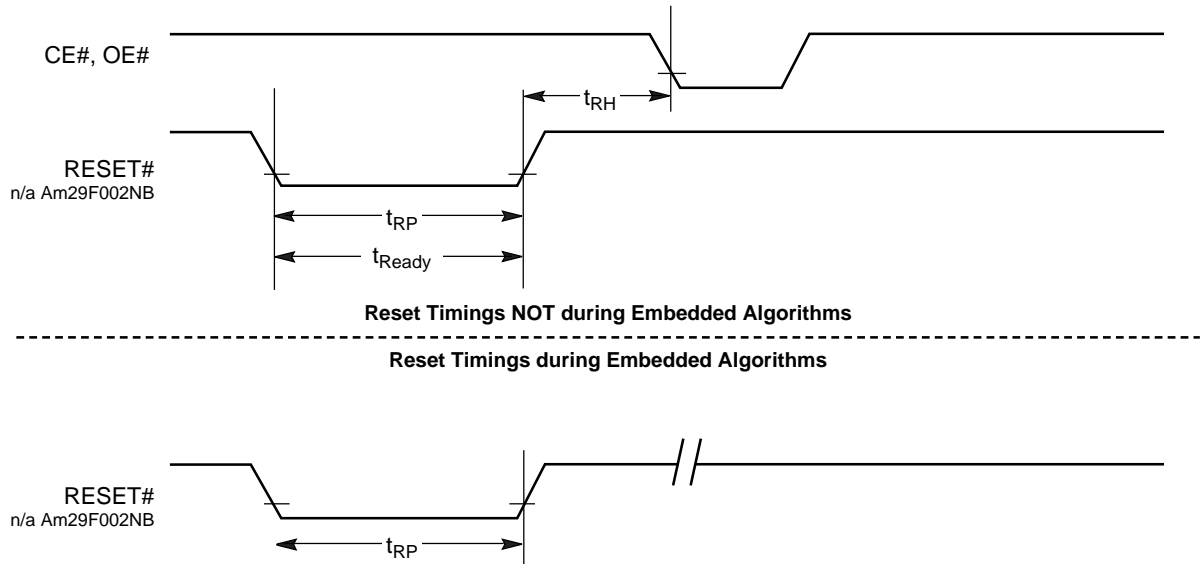 CE#, OE#
tRH
RESET#
n/a Am29F002NB
tRP
tReady
Reset Timings NOT during Embedded Algorithms
Reset Timings during Embedded Algorithms
RESET#
n/a Am29F002NB
tRP